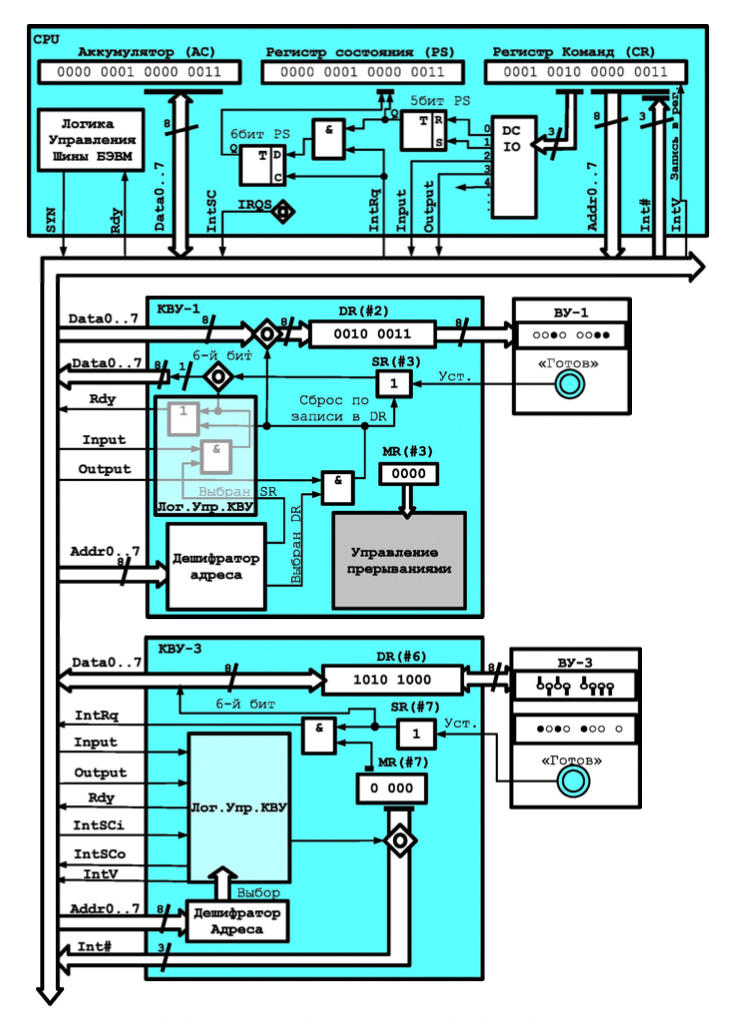 CPU
Аккумулятор (AC)
Регистр состояния (PS)
Регистр Команд (CR)
0000 0001 0000 0011
0000 0001 0000 0011
0001 0010 0000 0011
Логика
Управления
Шины БЭВМ
SYN
Rdy
8
Data0..7
6бит PS
Q
T
D
C
&
Q
5бит PS
T
R
S
0
1
2
3
4
DC
IO
3
8
3
Запись в рег.
IntSC
IRQS
IntRq
Input
Output
Addr0..7
Int#
IntV
КВУ-1
Data0..7
8
8
DR(#2)
0010 0011
8
ВУ-1
«Готов»
Data0..7
8
1
6-й бит
SR(#3)
1
Уст.
Rdy
1
Сброс по
записи в DR
Input
&
MR(#3)
0000
Output
&
Выбран SR
Лог.Упр.КВУ
Выбран DR
Addr0..7
8
Дешифратор
адреса
Управление
прерываниями
КВУ-3
Data0..7
8
DR(#6)
1010 1000
8
ВУ-3
6-й бит
SR(#7)
1
Уст.
«Готов»
IntRq
&
Input
MR(#7)
0 000
Output
Rdy
Лог.Упр.КВУ
IntSCi
IntSCo
IntV
Выбор
Addr0..7
8
Дешифратор
Адреса
Int#
3